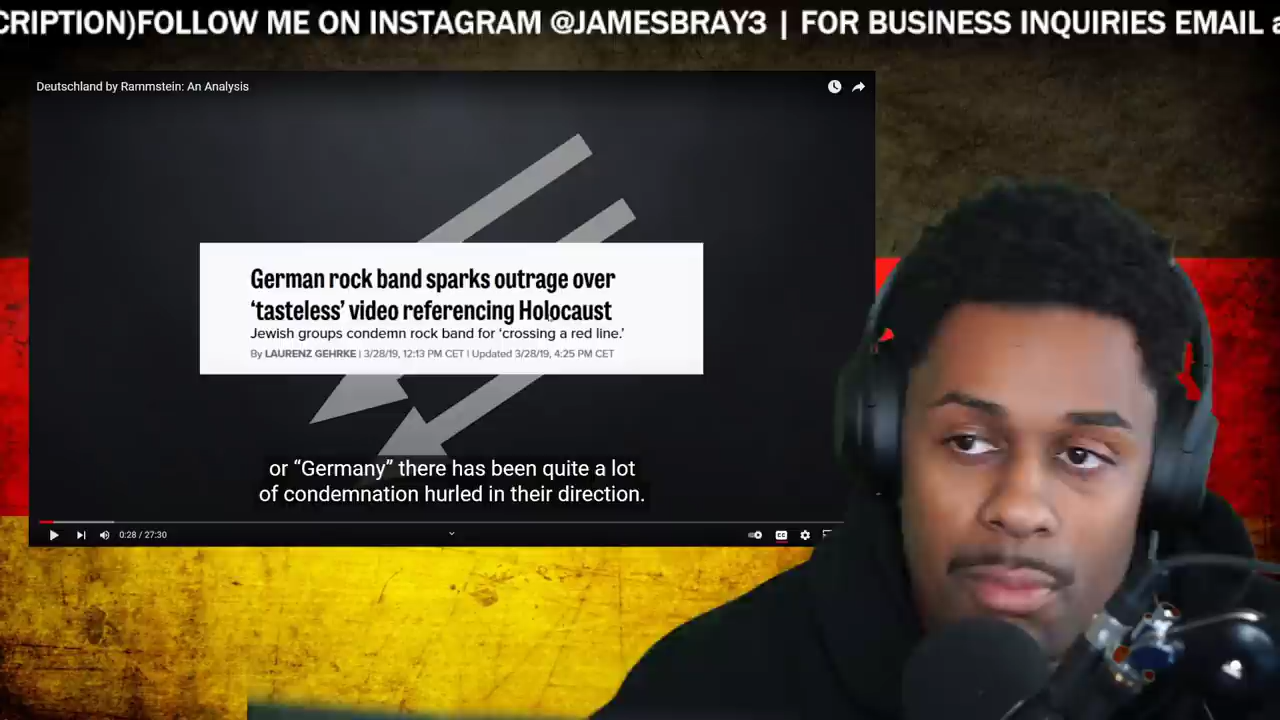 CRIPTION)FOLLOW ME ON INSTAGRAM @JAMESBRAY3 | FOR BUSINESS INQUIRIES EMAIL a
Deutschland by Rammstein: An Analysis
German rock band sparks outrage over
‘tasteless’ video referencing Holocaust
Jewish groups condemn rock band for ‘crossing a red line.’
By LAURENZ GEHRKE | 3/28/19, 12:13 PM CET | Updated 3/28/19, 4:25 PM CET
or “Germany” there has been quite a lot
of condemnation hurled in their direction.
0:28 / 27:30
CC